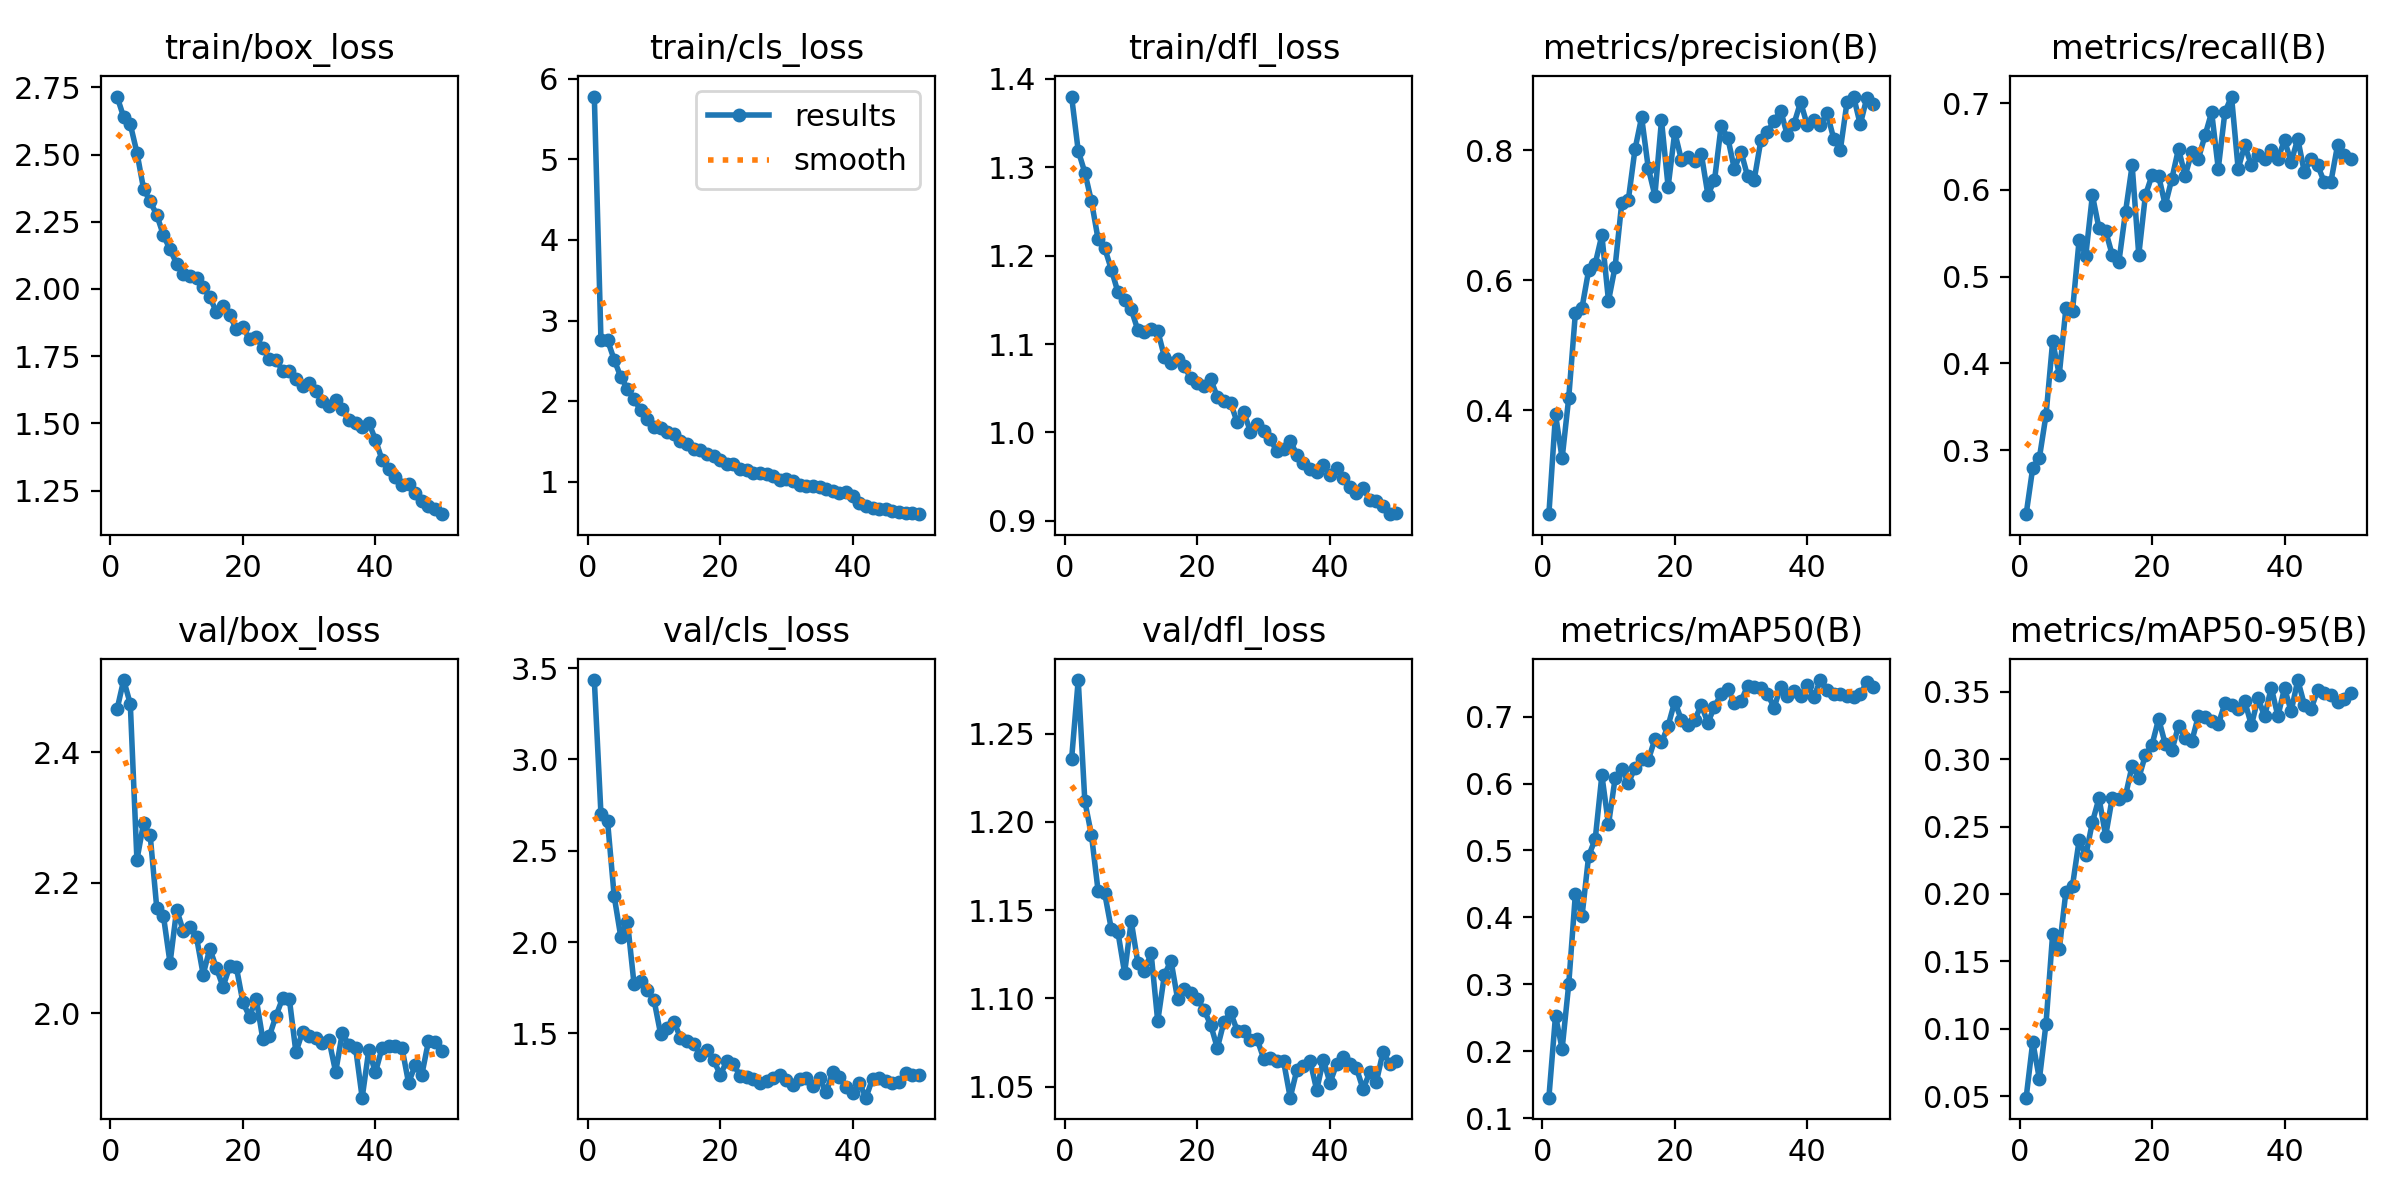 train/box_loss
train/cls_loss
train/dfl_loss
metrics/precision(B)
metrics/recall(B)
2.75
2.50
2.25
2.00
1.75
1.50
1.25
0 20 40
6
5
4
3
2
1
results
smooth
0 20 40
1.4
1.3
1.2
1.1
1.0
0.9
0 20 40
0.8
0.6
0.4
0 20 40
0.7
0.6
0.5
0.4
0.3
0 20 40
val/box_loss
val/cls_loss
val/dfl_loss
metrics/mAP50(B)
metrics/mAP50-95(B)
2.4
2.2
2.0
0 20 40
3.5
3.0
2.5
2.0
1.5
0 20 40
1.25
1.20
1.15
1.10
1.05
0 20 40
0.7
0.6
0.5
0.4
0.3
0.2
0.1
0 20 40
0.35
0.30
0.25
0.20
0.15
0.10
0.05
0 20 40